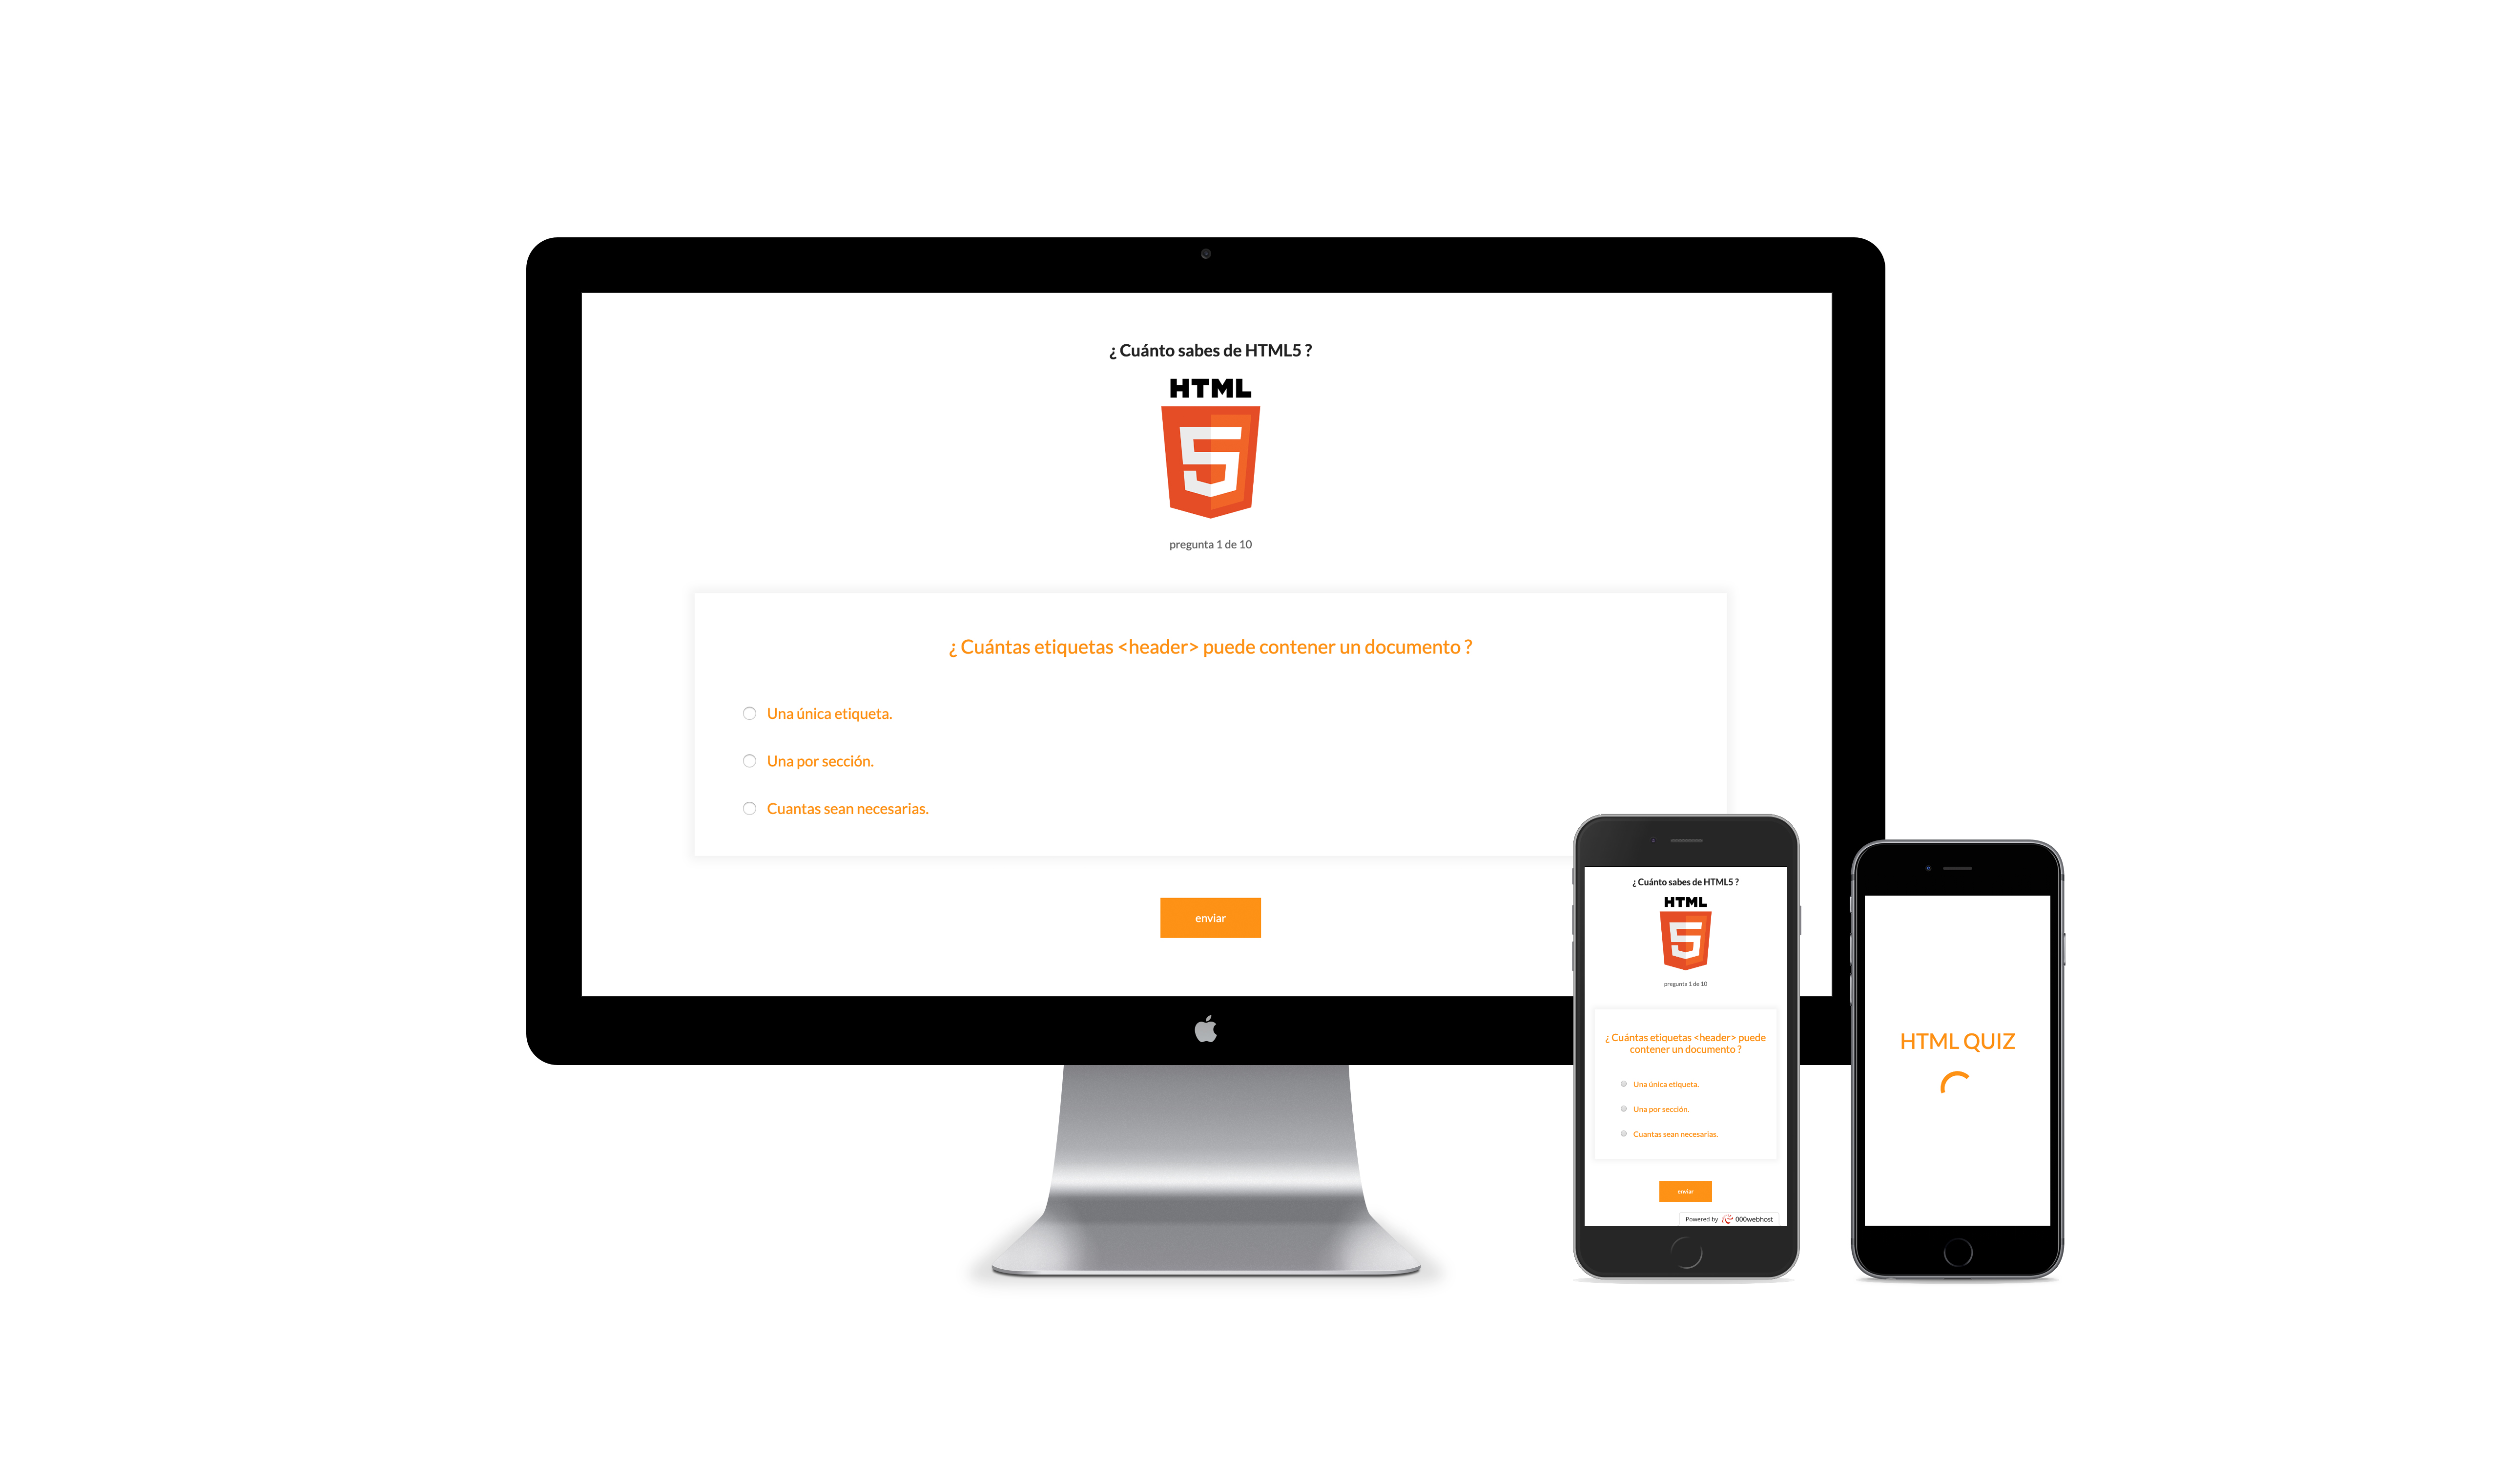 ¿ Cuánto sabes de HTML5 ?
HTML
5
pregunta 1 de 10
¿ Cuántas etiquetas <header> puede contener un documento ?
Una única etiqueta.
Una por sección.
Cuantas sean necesarias.
enviar
¿ Cuánto sabes de HTML5 ?
HTML
5
pregunta 1 de 10
¿ Cuántas etiquetas <header> puede
contener un documento ?
Una única etiqueta.
Una por sección.
Cuantas sean necesarias.
enviar
Powered by 000webhost
HTML QUIZ